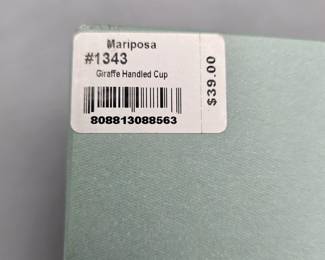 Mariposa
#1343
Giraffe Handled Cup
808813088563
$39.00